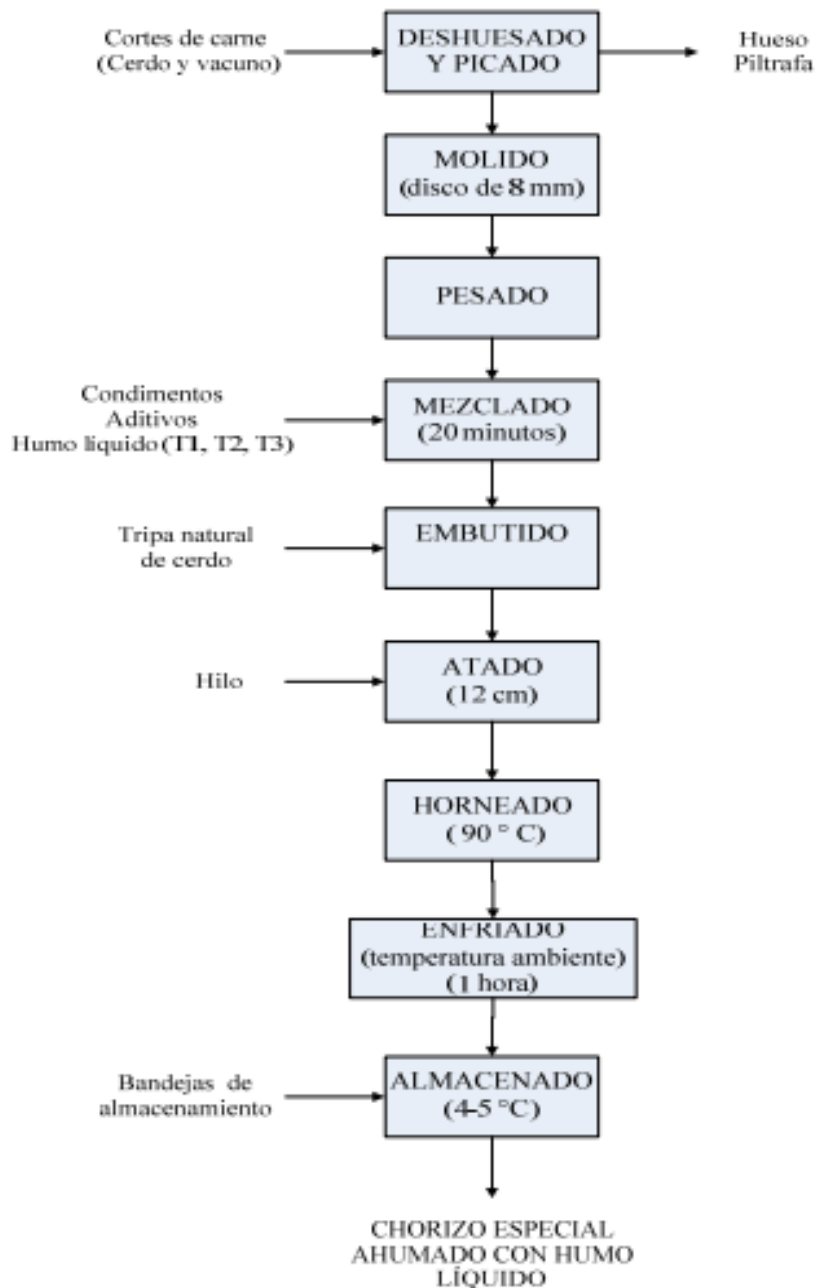 Cortes de carne
(Cerdo y vacuno)
DESHUESADO
Y PICADO
Hueso
Piltrafa
MOLIDO
(disco de 8 mm)
PESADO
Condimentos
Aditivos
Humo líquido (T1, T2, T3)
MEZCLADO
(20 minutos)
Tripa natural
de cerdo
EMBUTIDO
Hilo
ATADO
(12 cm)
HORNEADO
( 90 ° C)
ENFRIADO
(temperatura ambiente)
(1 hora)
Bandejas de
almacenamiento
ALMACENADO
(4-5 °C)
CHORIZO ESPECIAL
AHUMADO CON HUMO
LÍQUIDO